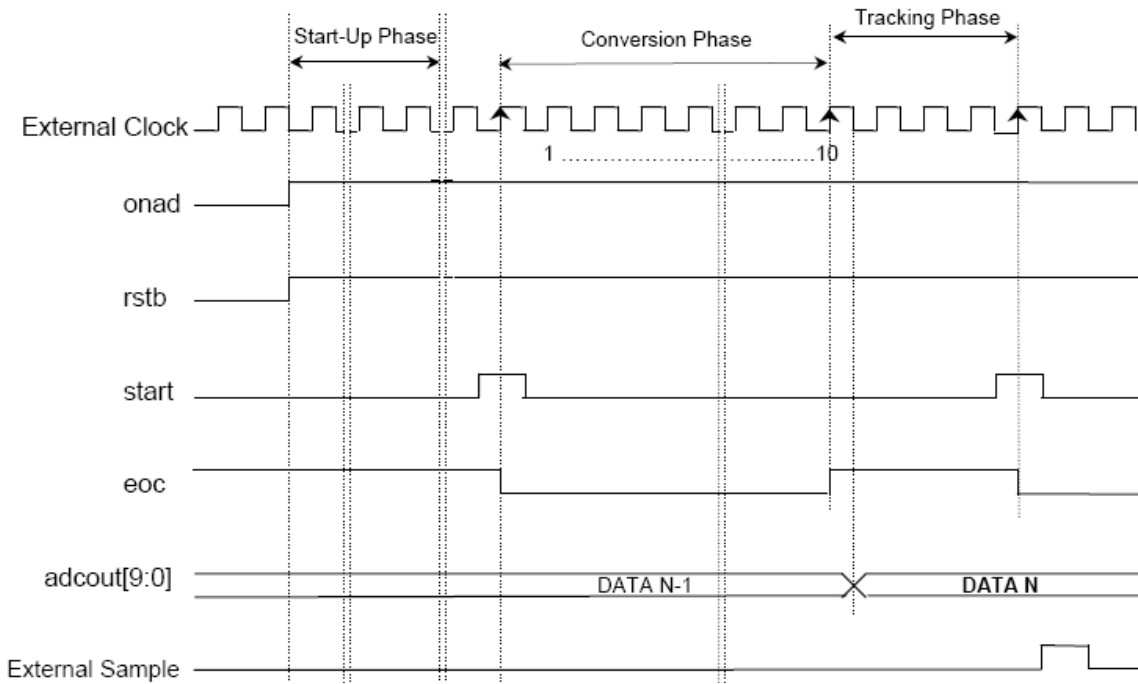 Start-Up Phase
Conversion Phase
Tracking Phase
External Clock
1 ........................................10
onad
rstb
start
eoc
adcout[9:0]
DATA N-1
DATA N
External Sample